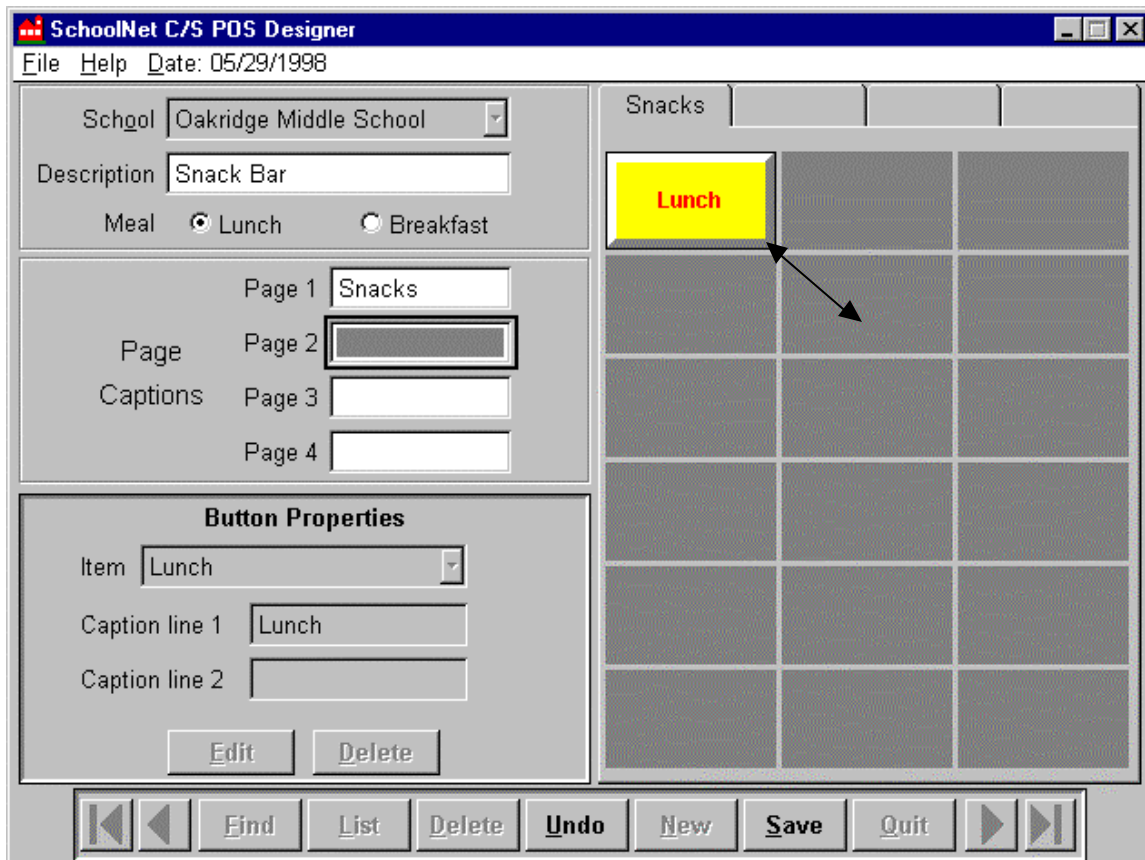 SchoolNet C/S POS Designer
File Help Date: 05/29/1998
School Oakridge Middle School
Description Snack Bar
Meal Lunch Breakfast
Page Captions
Page 1 Snacks
Page 2
Page 3
Page 4
Button Properties
Item Lunch
Caption line 1 Lunch
Caption line 2
Edit Delete
Snacks
Lunch
Find List Delete Undo New Save Quit